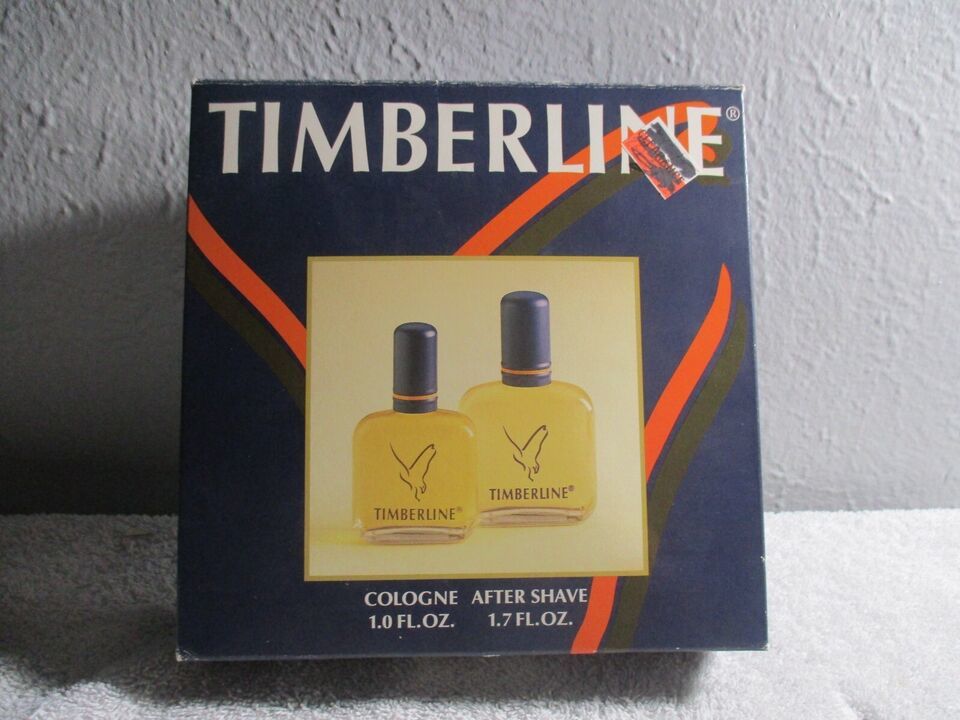 TIMBERLINE®
TIMBERLINE®
TIMBERLINE®
COLOGNE AFTER SHAVE
1.0 FL.OZ. 1.7 FL.OZ.